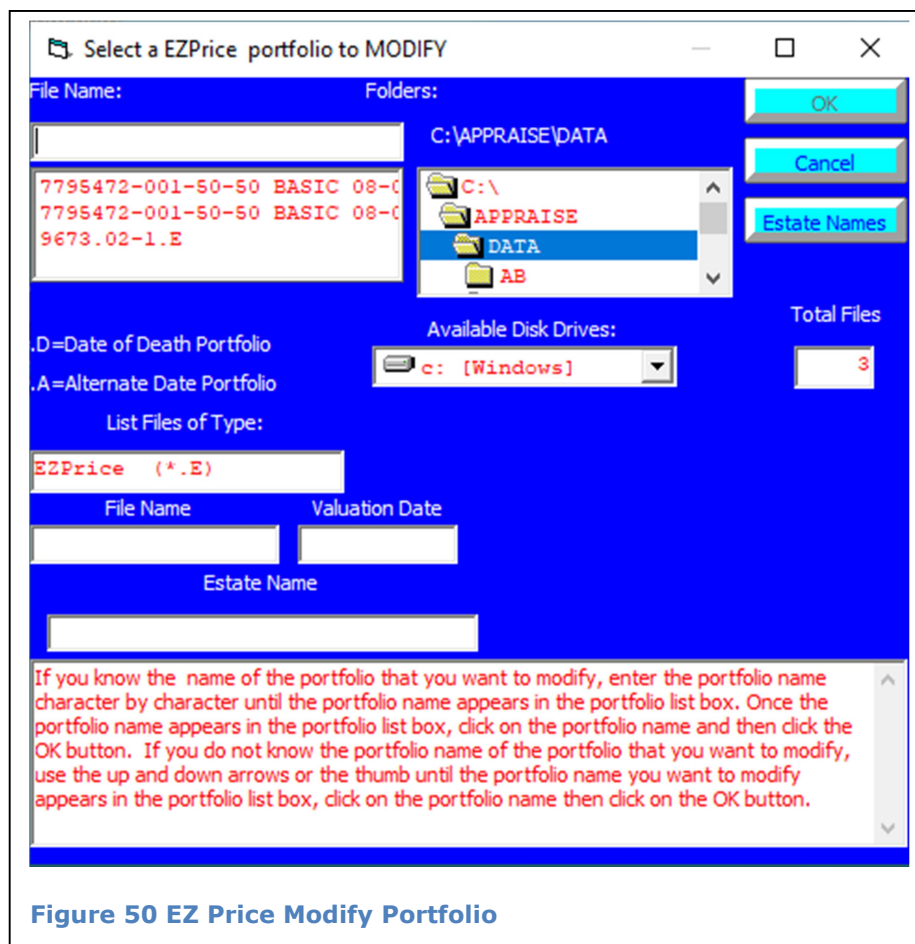 Select a EZPrice portfolio to MODIFY
File Name:
Folders:
OK
C:\APPRAISE\DATA
Cancel
7795472-001-50-50 BASIC 08-0
7795472-001-50-50 BASIC 08-0
9673.02-1.E
C:\
APPRAISE
DATA
AB
Estate Names
Total Files
3
.D=Date of Death Portfolio
Available Disk Drives:
c: [Windows]
.A=Alternate Date Portfolio
List Files of Type:
EZPrice (*.E)
File Name
Valuation Date
Estate Name
If you know the name of the portfolio that you want to modify, enter the portfolio name
character by character until the portfolio name appears in the portfolio list box. Once the
portfolio name appears in the portfolio list box, click on the portfolio name and then click the
OK button. If you do not know the portfolio name of the portfolio that you want to modify,
use the up and down arrows or the thumb until the portfolio name you want to modify
appears in the portfolio list box, click on the portfolio name then click on the OK button.
Figure 50 EZ Price Modify Portfolio